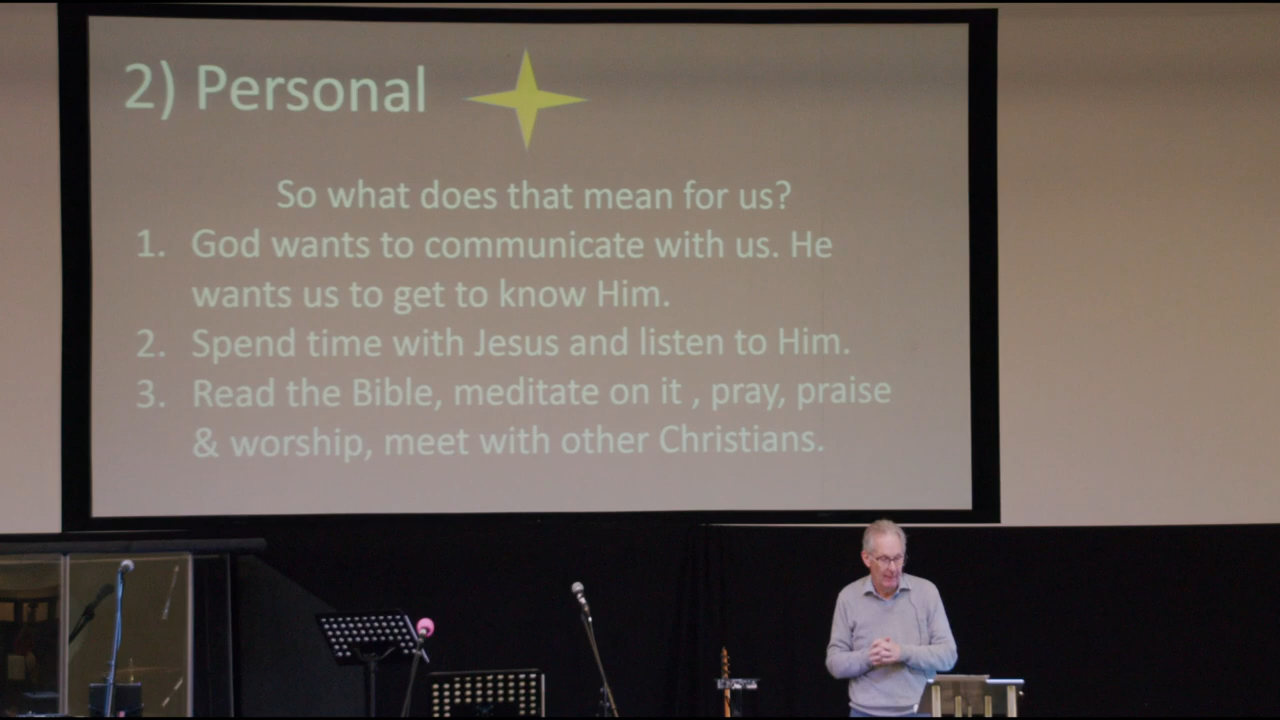 2) Personal
So what does that mean for us?
1. God wants to communicate with us. He
wants us to get to know Him.
2. Spend time with Jesus and listen to Him.
3. Read the Bible, meditate on it , pray, praise
& worship, meet with other Christians.